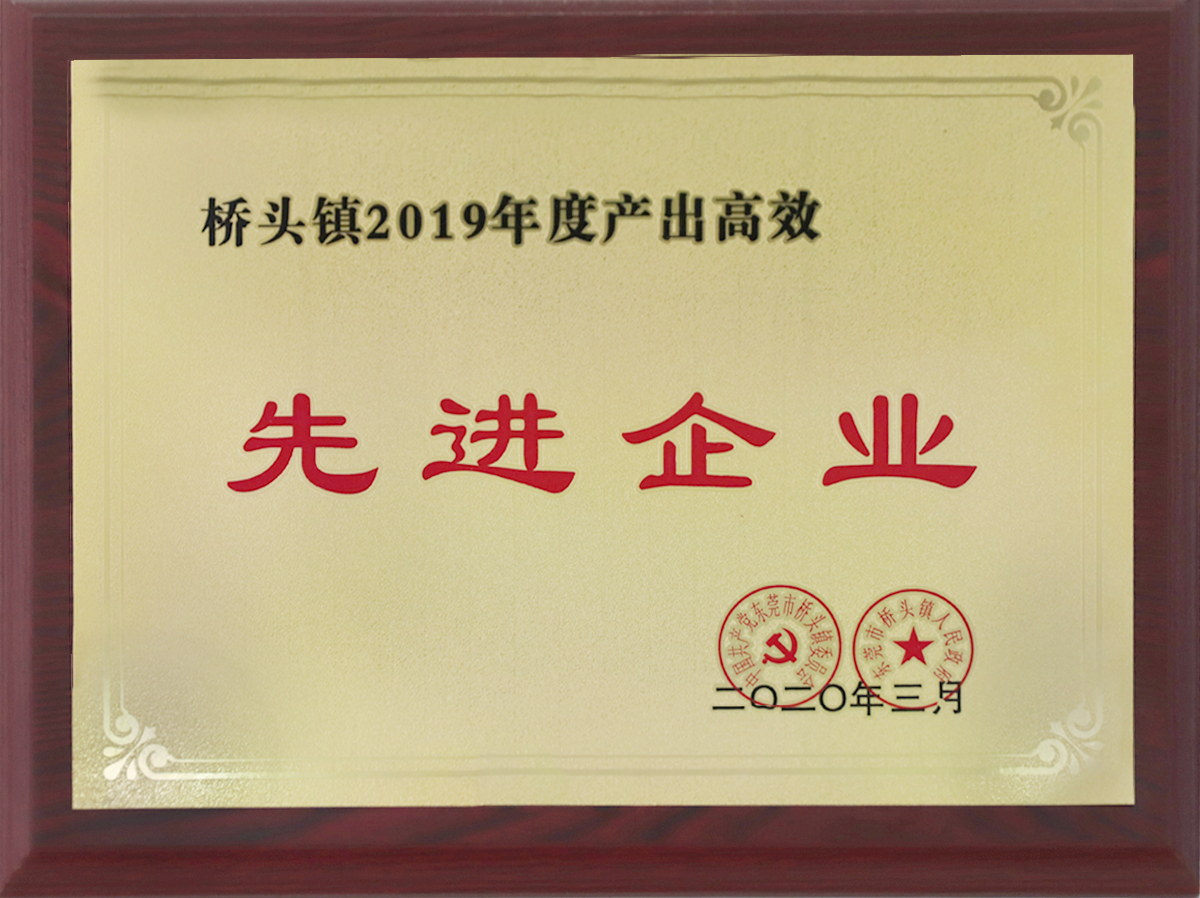 桥头镇2019年度产出高效
先进企业
中国共产党东莞市桥头镇委员会
东莞市桥头镇人民政府
二〇二〇年三月